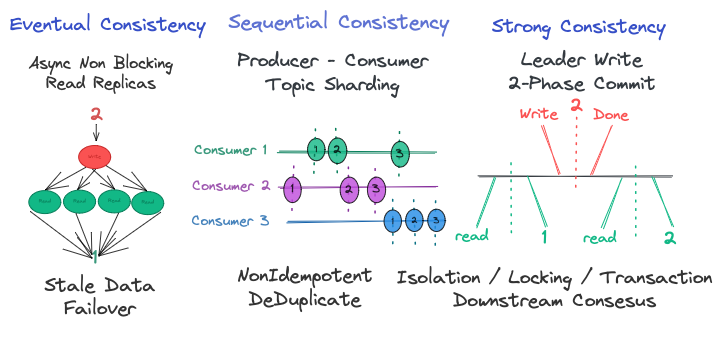 Eventual Consistency
Async Non Blocking
Read Replicas
2
Write
Read Read Read Read
1
Stale Data
Failover
Sequential Consistency
Producer - Consumer
Topic Sharding
Consumer 1
1 2 3
Consumer 2
1 2 3
Consumer 3
1 2 3
NonIdempotent
DeDuplicate
Strong Consistency
Leader Write
2-Phase Commit
Write 2 Done
read 1 read 2
Isolation / Locking / Transaction
Downstream Consesus